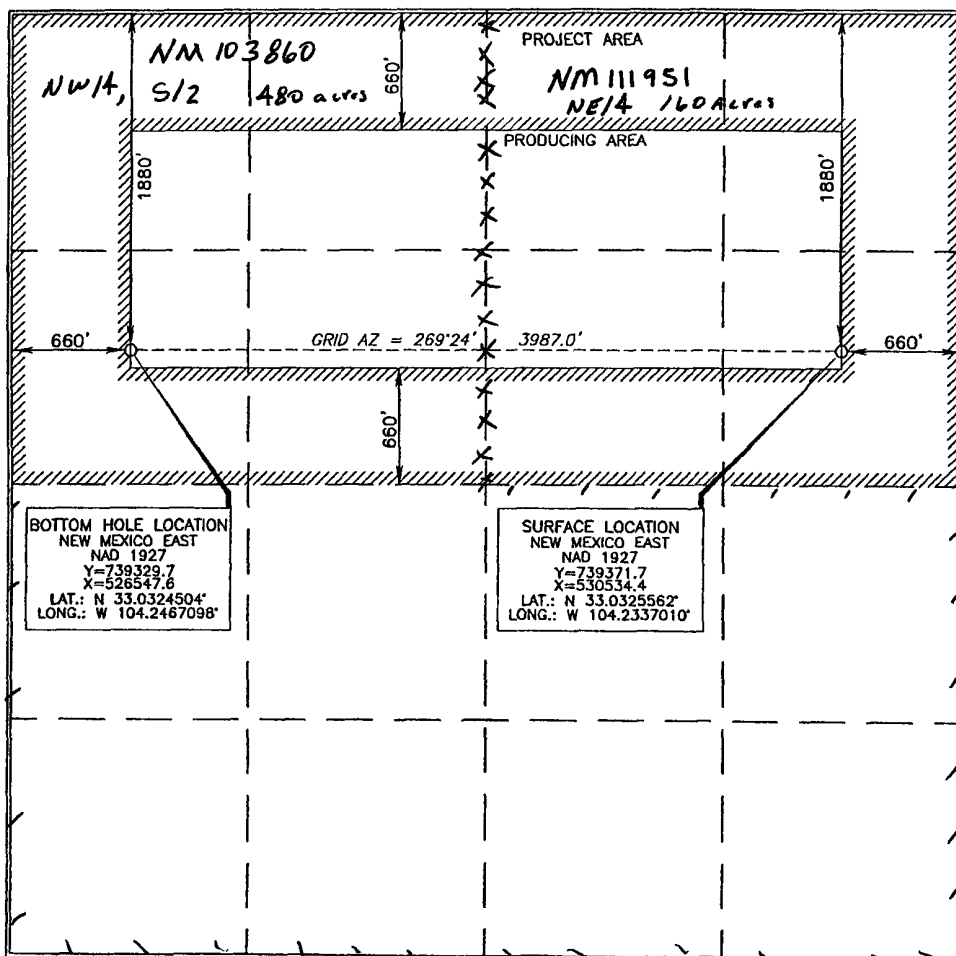 NM 103860
NW/4, S/2 480 acres
660'
PROJECT AREA
NM 111951
NE/4 160 Acres
PRODUCING AREA
1880'
1880'
660'
GRID AZ = 269°24' 3987.0'
660'
660'
BOTTOM HOLE LOCATION
NEW MEXICO EAST
NAD 1927
Y=739329.7
X=526547.6
LAT.: N 33.0324504°
LONG.: W 104.2467098°
SURFACE LOCATION
NEW MEXICO EAST
NAD 1927
Y=739371.7
X=530534.4
LAT.: N 33.0325562°
LONG.: W 104.2337010°